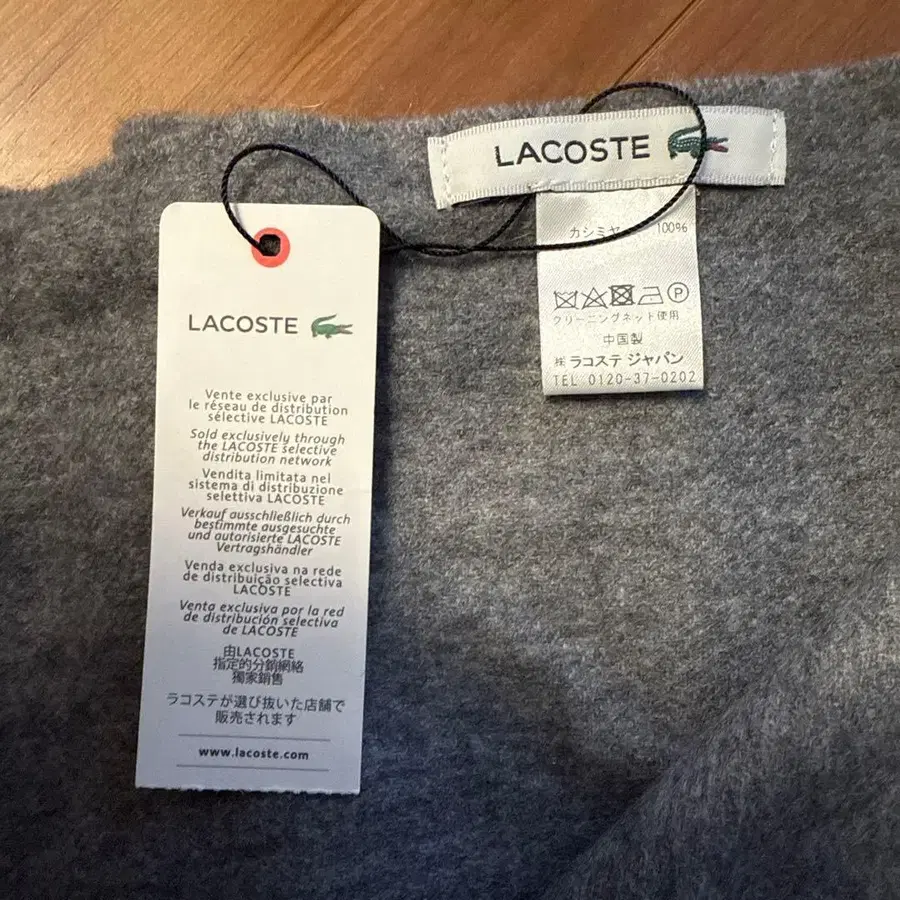 LACOSTE
カシミヤ 100%
クリーニングネット使用
中国製
㈱ ラコステ ジャパン
TEL 0120-37-0202
LACOSTE
Vente exclusive par
le réseau de distribution
sélective LACOSTE
Sold exclusively through
the LACOSTE selective
distribution network
Vendita limitata nel
sistema di distribuzione
selettiva LACOSTE
Verkauf ausschließlich durch
bestimmte ausgesuchte
und autorisierte LACOSTE
Vertragshändler
Venda exclusiva na rede
de distribuição selectiva
LACOSTE
Venta exclusiva por la red
de distribución selectiva
de LACOSTE
由LACOSTE
指定的分銷網絡
獨家銷售
ラコステが選び抜いた店舗で
販売されます
www.lacoste.com